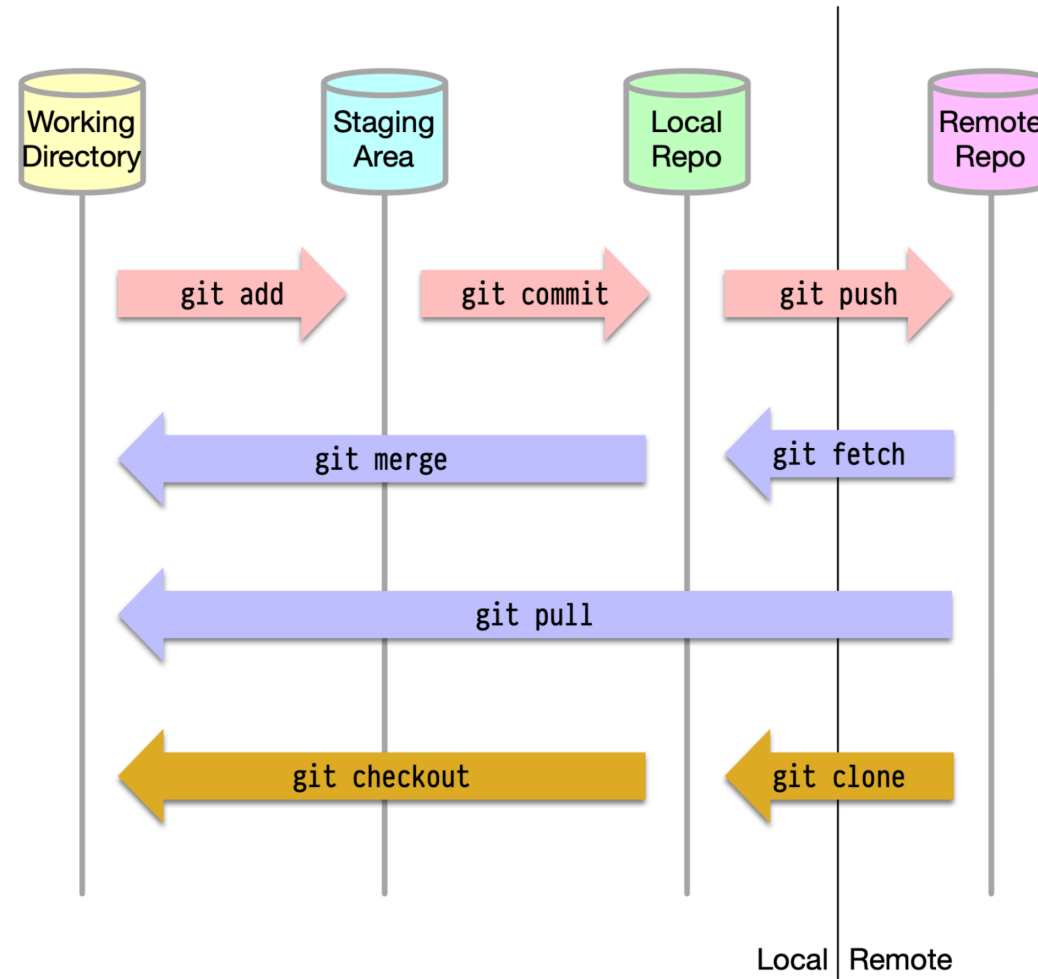 Working
Directory
Staging
Area
Local
Repo
Remote
Repo
git add
git commit
git push
git merge
git fetch
git pull
git checkout
git clone
Local
Remote